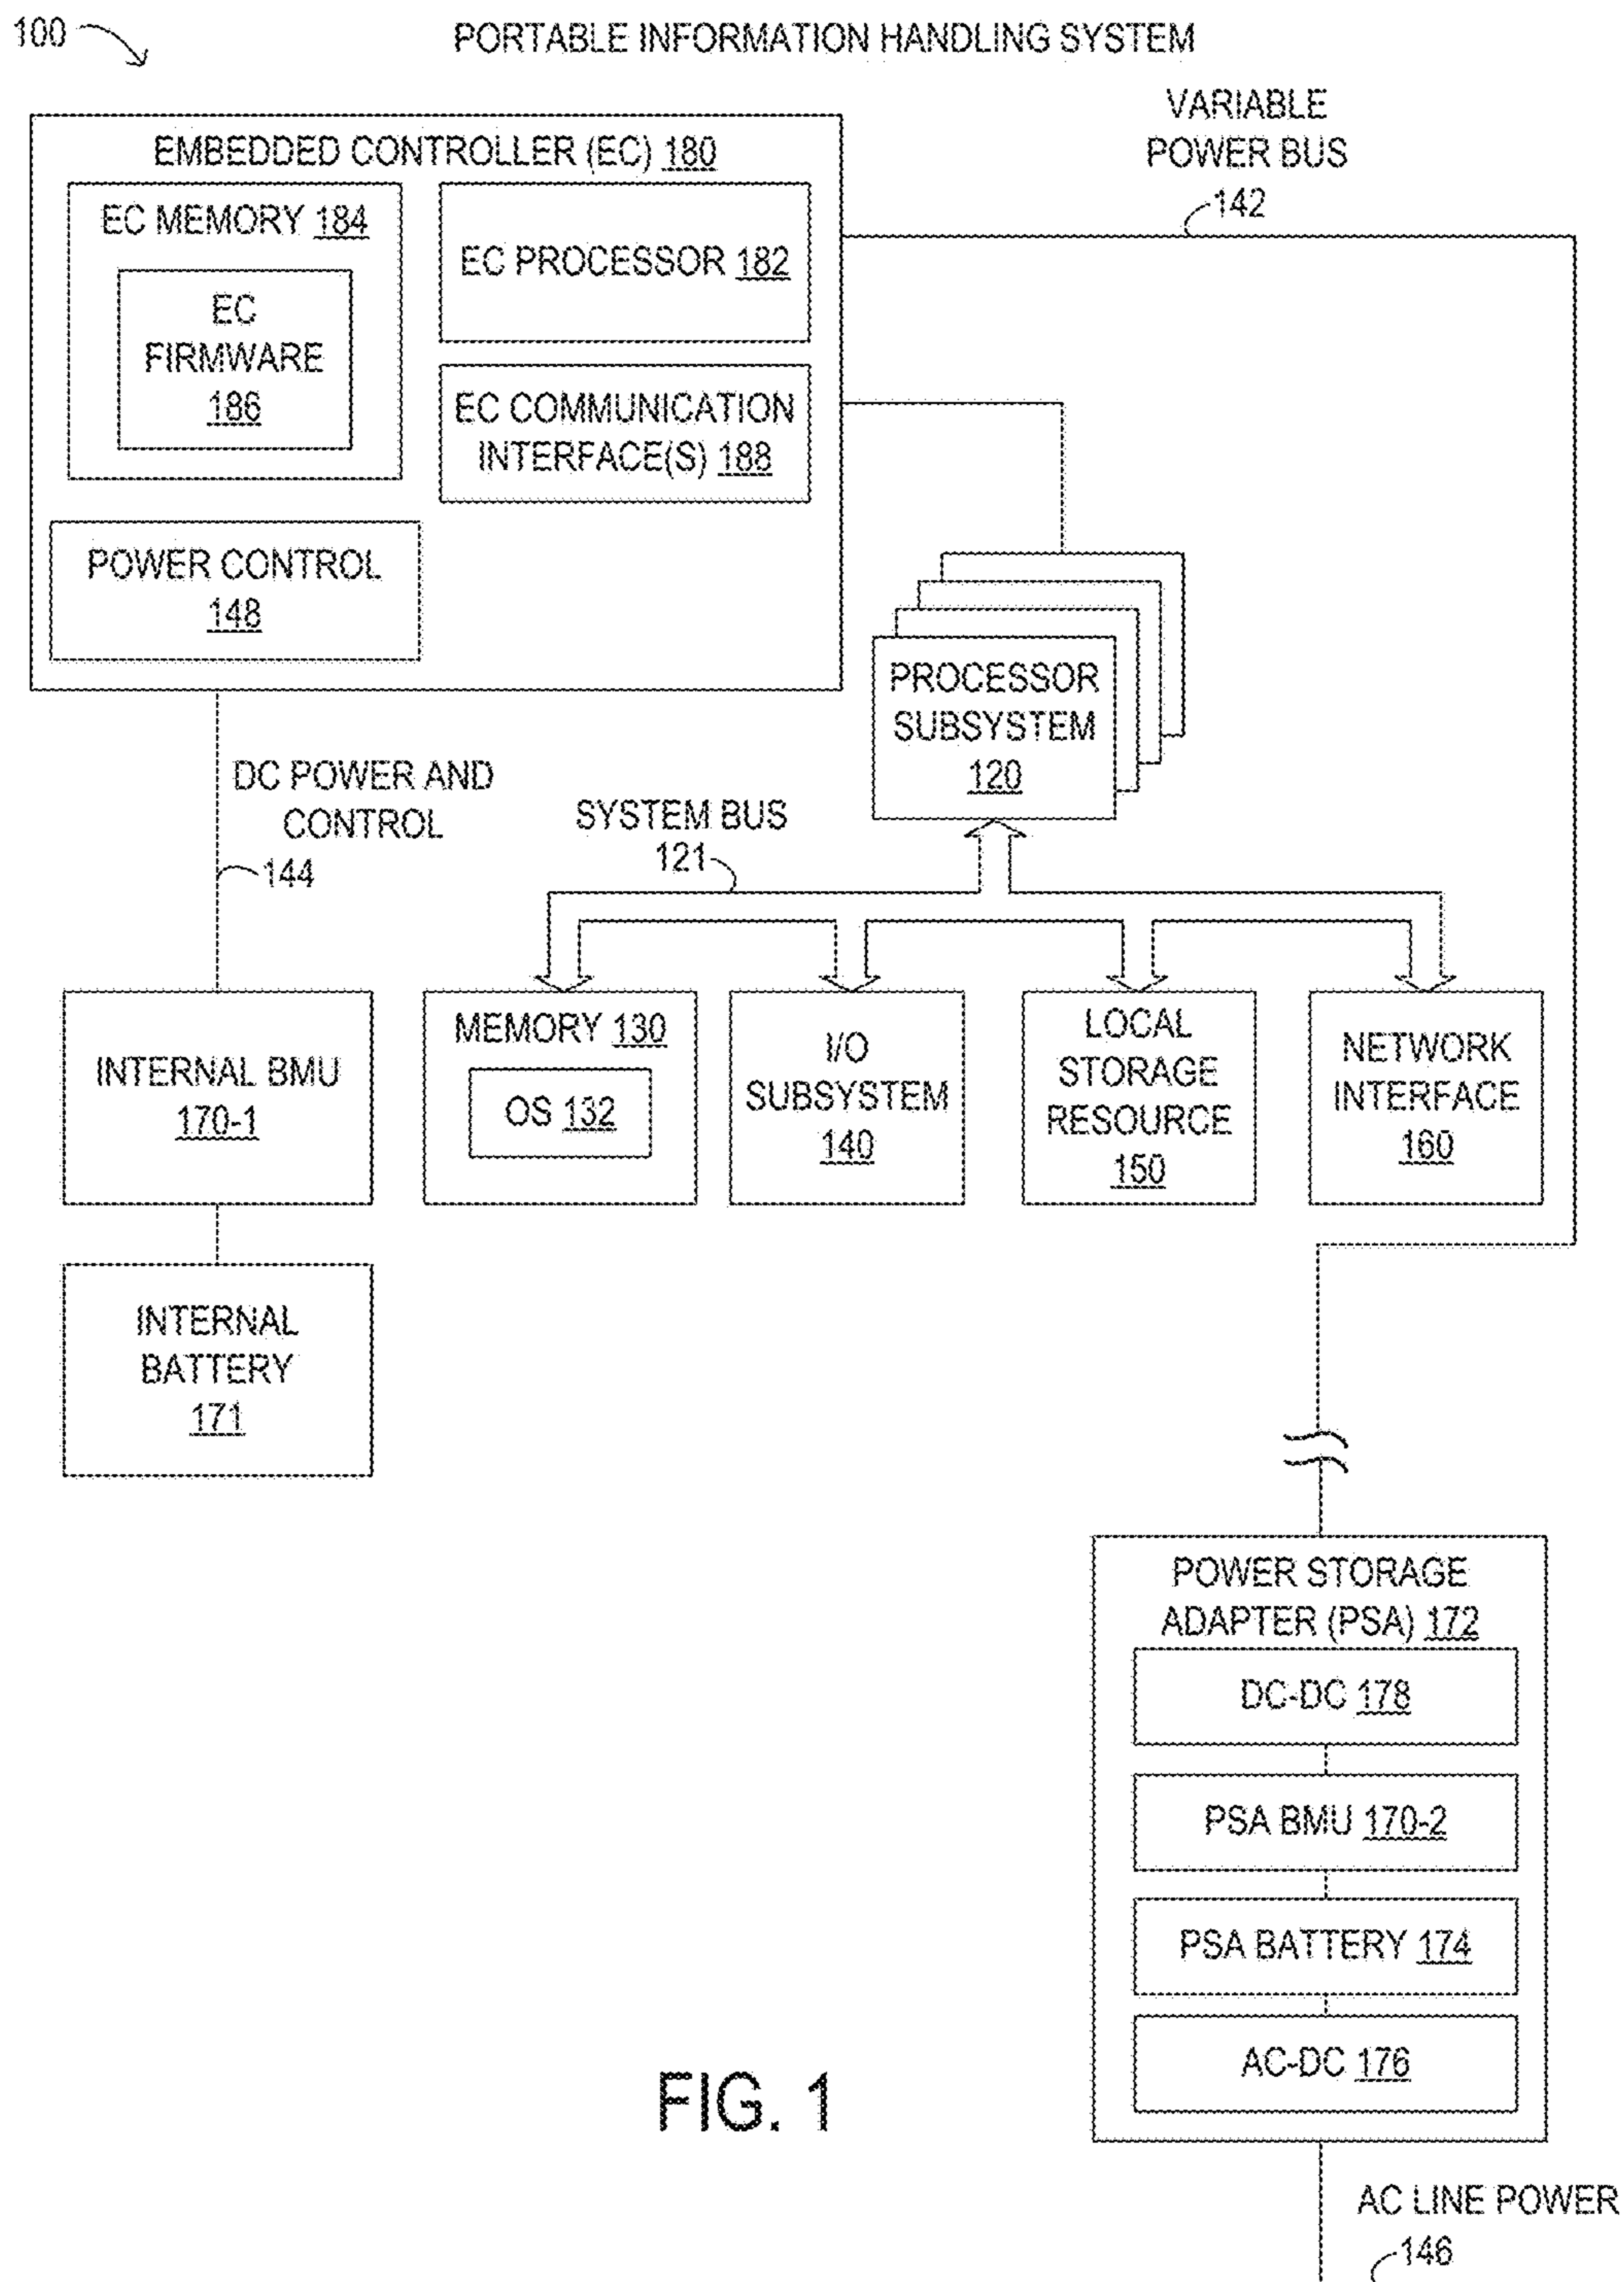 100
PORTABLE INFORMATION HANDLING SYSTEM
VARIABLE
POWER BUS
142
EMBEDDED CONTROLLER (EC) 180
EC MEMORY 184
EC
FIRMWARE
186
EC PROCESSOR 182
EC COMMUNICATION
INTERFACE(S) 188
POWER CONTROL
148
PROCESSOR
SUBSYSTEM
120
DC POWER AND
CONTROL
144
SYSTEM BUS
121
INTERNAL BMU
170-1
MEMORY 130
OS 132
I/O
SUBSYSTEM
140
LOCAL
STORAGE
RESOURCE
150
NETWORK
INTERFACE
160
INTERNAL
BATTERY
171
POWER STORAGE
ADAPTER (PSA) 172
DC-DC 178
PSA BMU 170-2
PSA BATTERY 174
AC-DC 176
FIG. 1
AC LINE POWER
146